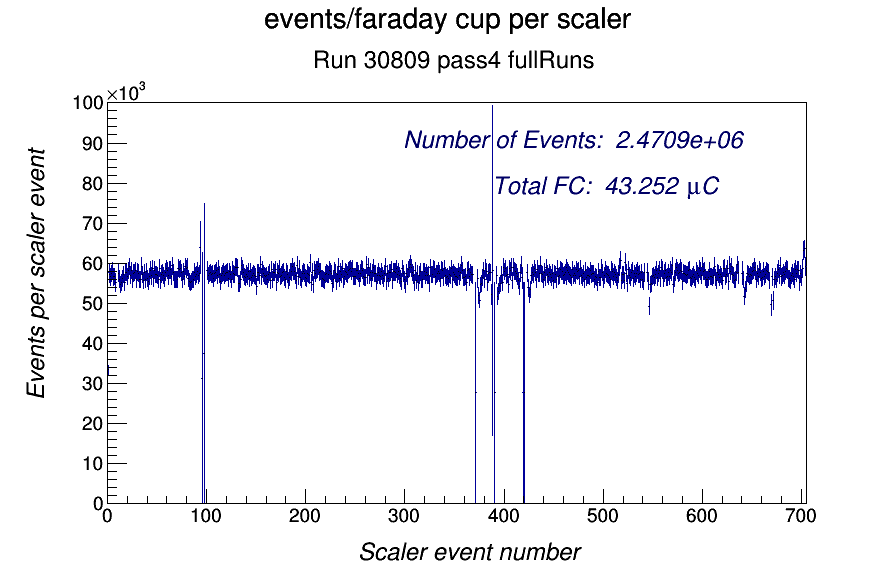 events/faraday cup per scaler
Run 30809 pass4 fullRuns
×10³
100
90
80
70
60
50
40
30
20
10
0
Number of Events: 2.4709e+06
Total FC: 43.252 μC
Events per scaler event
0 100 200 300 400 500 600 700
Scaler event number